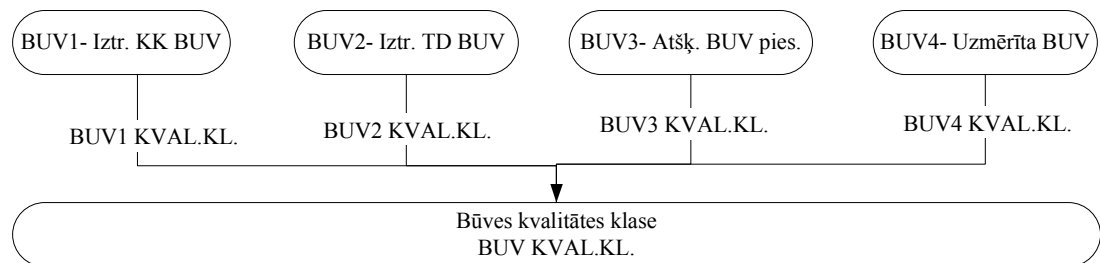 BUV1- Iztr. KK BUV
BUV2- Iztr. TD BUV
BUV3- Atšķ. BUV pies.
BUV4- Uzmērīta BUV
BUV1 KVAL.KL.
BUV2 KVAL.KL.
BUV3 KVAL.KL.
BUV4 KVAL.KL.
Būves kvalitātes klase
BUV KVAL.KL.